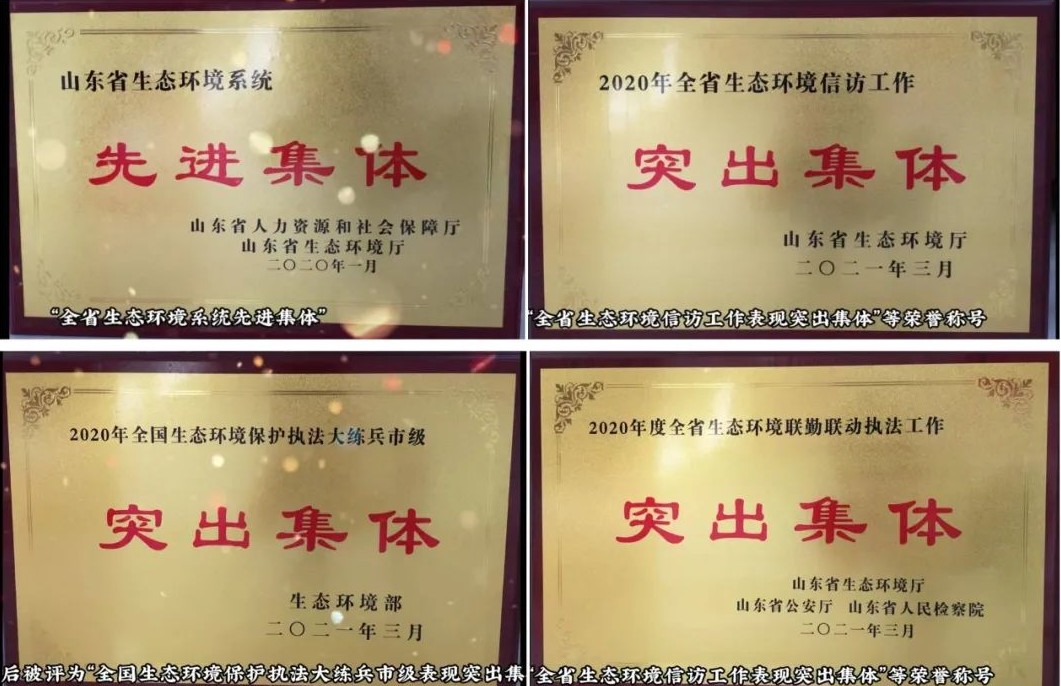 山东省生态环境系统
先进集体
山东省人力资源和社会保障厅
山东省生态环境厅
二〇二〇年一月
“全省生态环境系统先进集体”
2020年全省生态环境信访工作
突出集体
山东省生态环境厅
二〇二一年三月
“全省生态环境信访工作表现突出集体”等荣誉称号
2020年全国生态环境保护执法大练兵市级
突出集体
生态环境部
二〇二一年三月
后被评为“全国生态环境保护执法大练兵市级表现突出集
2020年度全省生态环境联勤联动执法工作
突出集体
山东省生态环境厅
山东省公安厅 山东省人民检察院
二〇二一年三月
“全省生态环境信访工作表现突出集体”等荣誉称号